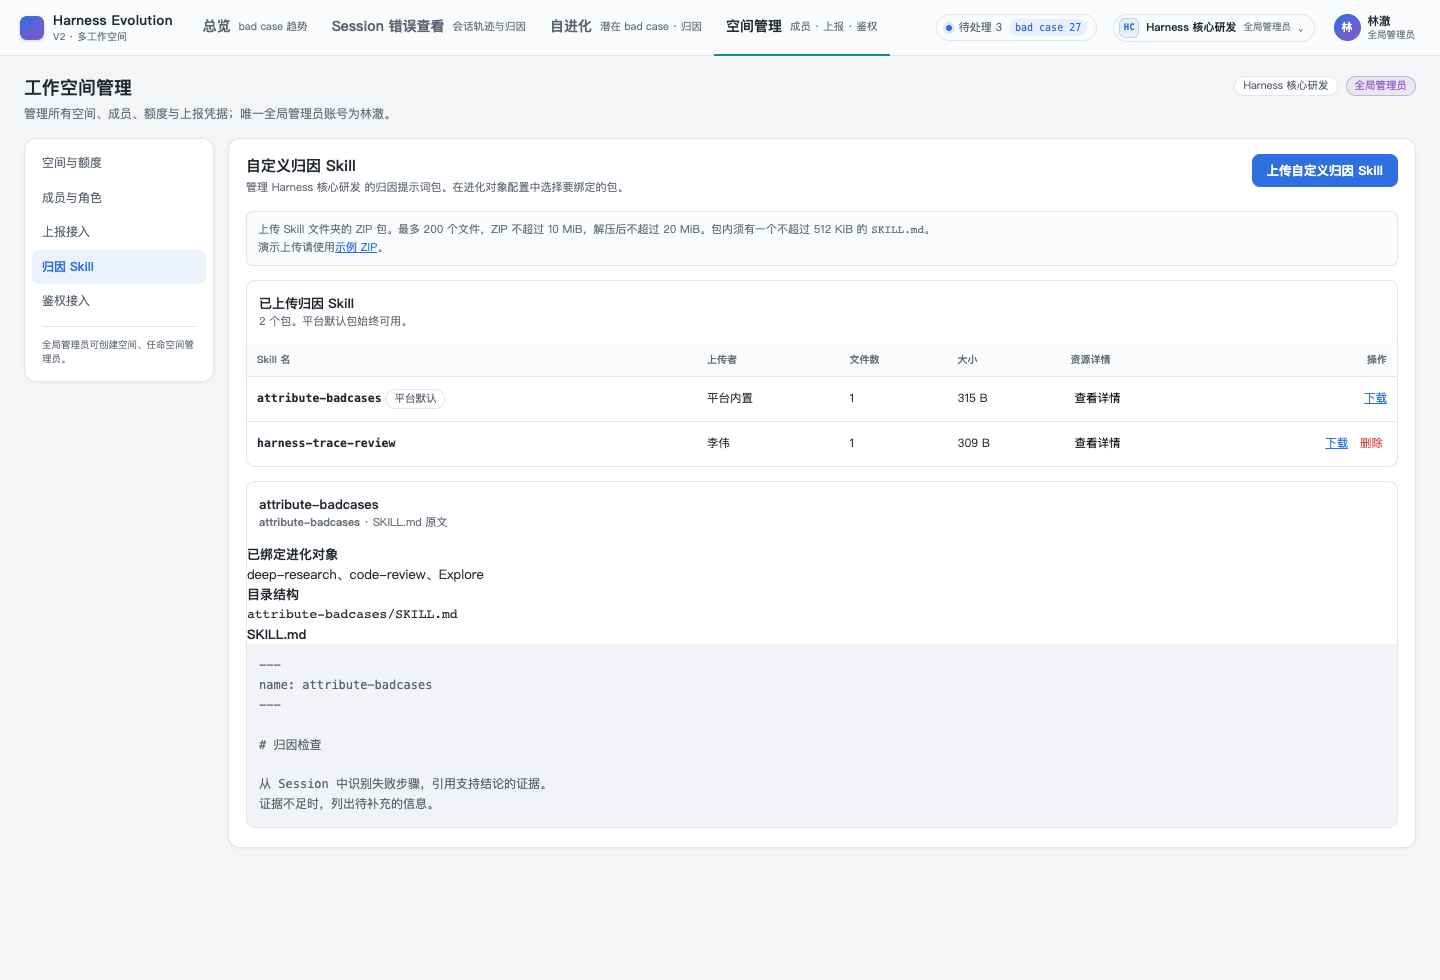 Harness Evolution
V2 · 多工作空间
总览 bad case 趋势
Session 错误查看 会话轨迹与归因
自进化 潜在 bad case · 归因
空间管理 成员 · 上报 · 鉴权
待处理 3 bad case 27
HC Harness 核心研发 全局管理员
林 林澈
全局管理员
工作空间管理
管理所有空间、成员、额度与上报凭据；唯一全局管理员账号为林澈。
Harness 核心研发
全局管理员
空间与额度
成员与角色
上报接入
归因 Skill
鉴权接入
全局管理员可创建空间、任命空间管
理员。
自定义归因 Skill
管理 Harness 核心研发 的归因提示词包。在进化对象配置中选择要绑定的包。
上传自定义归因 Skill
上传 Skill 文件夹的 ZIP 包。最多 200 个文件，ZIP 不超过 10 MiB，解压后不超过 20 MiB。包内须有一个不超过 512 KiB 的 SKILL.md。
演示上传请使用示例 ZIP。
已上传归因 Skill
2 个包。平台默认包始终可用。
Skill 名 上传者 文件数 大小 资源详情 操作
attribute-badcases 平台默认 平台内置 1 315 B 查看详情 下载
harness-trace-review 李伟 1 309 B 查看详情 下载 删除
attribute-badcases
attribute-badcases · SKILL.md 原文
已绑定进化对象
deep-research、code-review、Explore
目录结构
attribute-badcases/SKILL.md
SKILL.md
---
name: attribute-badcases
---
# 归因检查
从 Session 中识别失败步骤，引用支持结论的证据。
证据不足时，列出待补充的信息。